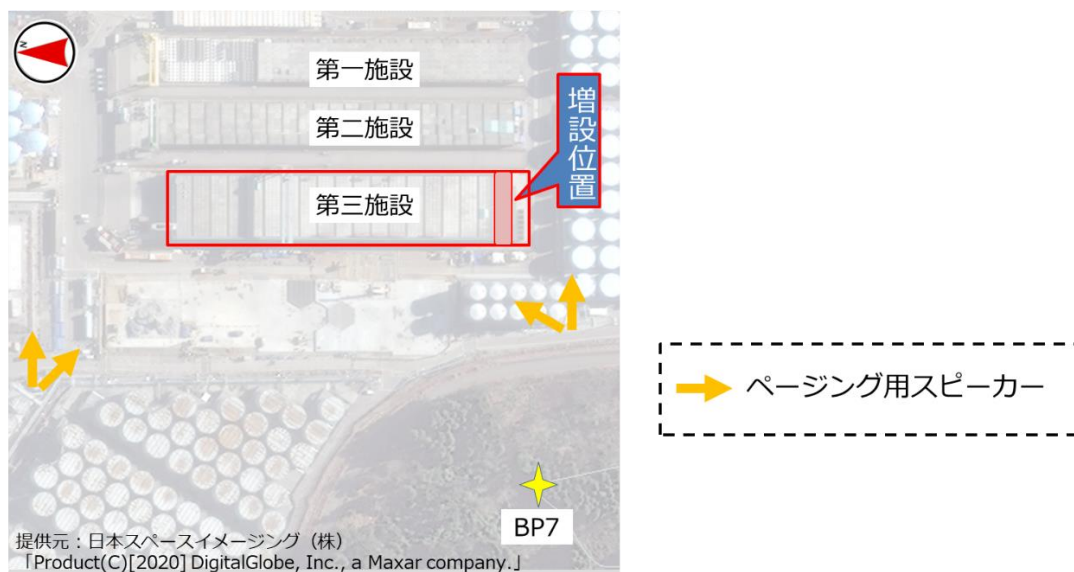 N
第一施設
第二施設
第三施設
増設位置
ページング用スピーカー
BP7
提供元：日本スペースイメージング（株）
「Product(C)[2020] DigitalGlobe, Inc., a Maxar company.」